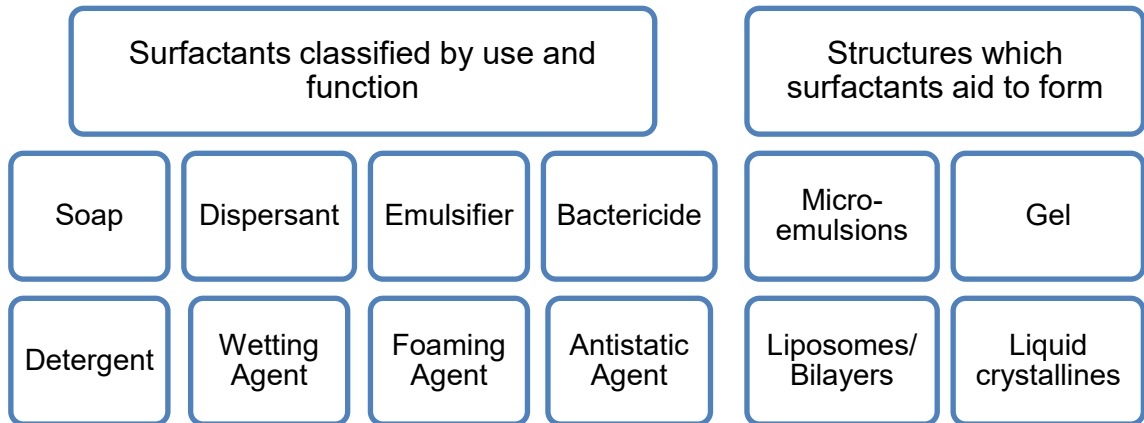 Surfactants classified by use and
function
Structures which
surfactants aid to form
Soap
Dispersant
Emulsifier
Bactericide
Micro-
emulsions
Gel
Detergent
Wetting
Agent
Foaming
Agent
Antistatic
Agent
Liposomes/
Bilayers
Liquid
crystallines